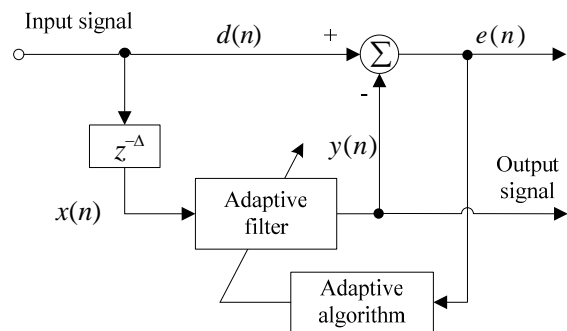 Input signal
d(n)
+
Σ
e(n)
-
z^{-Δ}
y(n)
Output
signal
x(n)
Adaptive
filter
Adaptive
algorithm